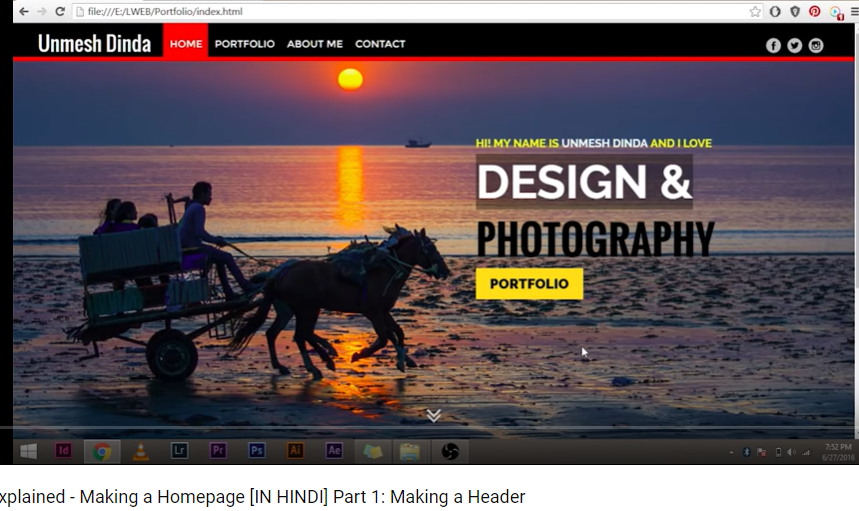 file:///E:/LWEB/Portfolio/index.html
Unmesh Dinda HOME PORTFOLIO ABOUT ME CONTACT
HI! MY NAME IS UNMESH DINDA AND I LOVE
DESIGN &
PHOTOGRAPHY
PORTFOLIO
Id Lr Pr Ps Ai Ae
7:52 PM
6/27/2016
xplained - Making a Homepage [IN HINDI] Part 1: Making a Header